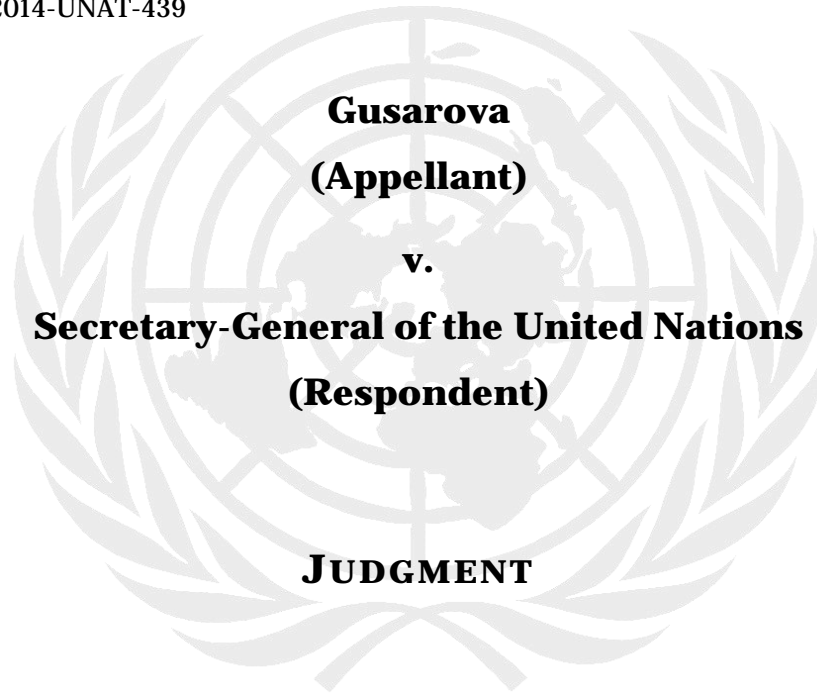 2014-UNAT-439
Gusarova
(Appellant)
v.
Secretary-General of the United Nations
(Respondent)
JUDGMENT